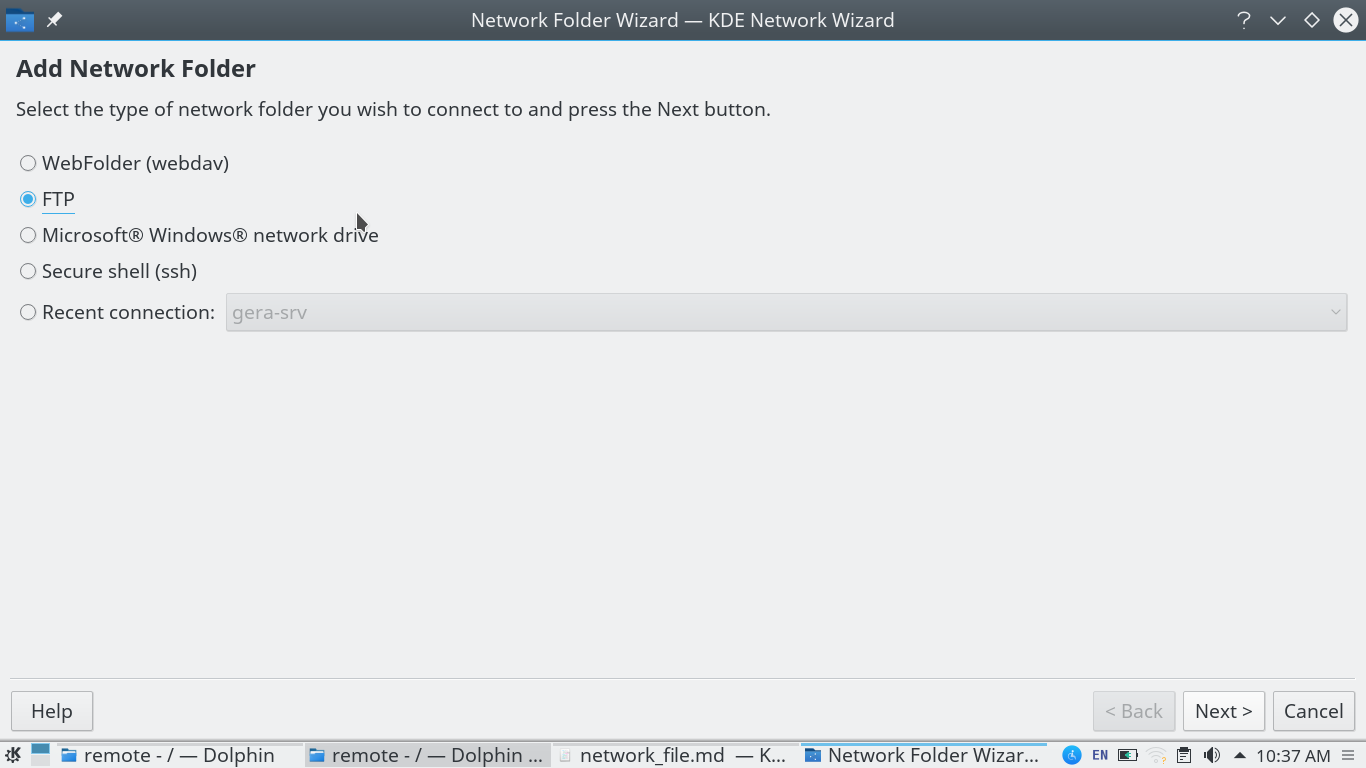 Network Folder Wizard — KDE Network Wizard
Add Network Folder
Select the type of network folder you wish to connect to and press the Next button.
WebFolder (webdav)
FTP
Microsoft® Windows® network drive
Secure shell (ssh)
Recent connection: gera-srv
Help < Back Next > Cancel
remote - / — Dolphin remote - / — Dolphin ... network_file.md — K... Network Folder Wizar... EN 10:37 AM